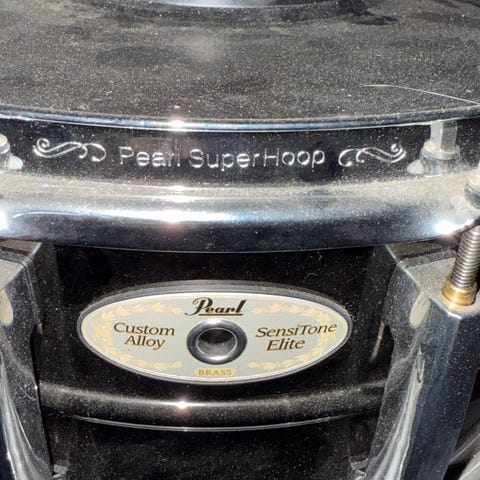 Pearl SuperHoop
Pearl
Custom
Alloy
SensiTone
Elite
BRASS